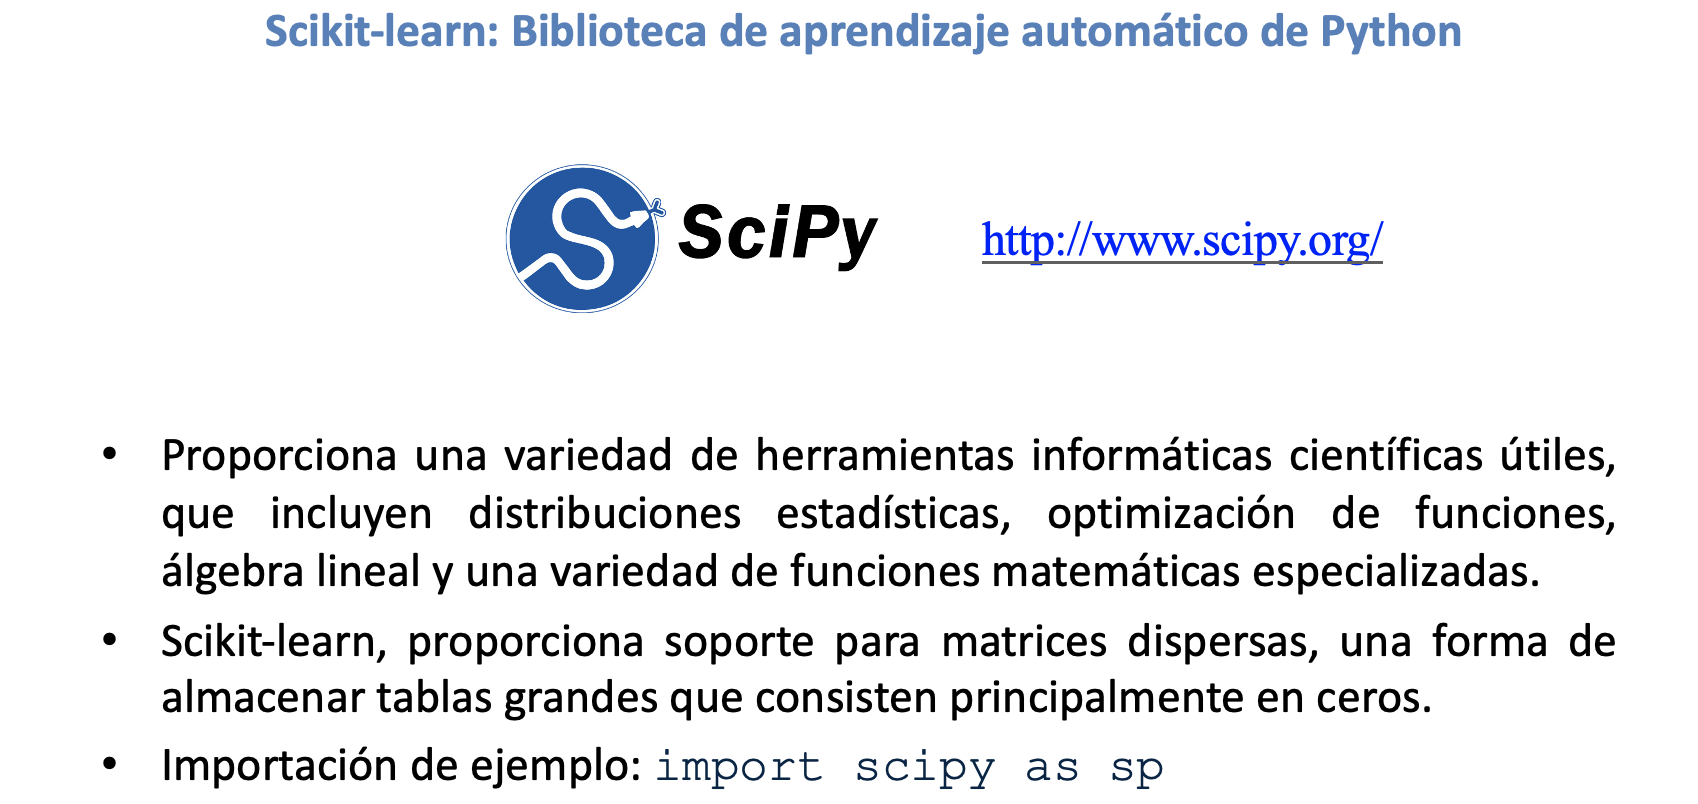 Scikit-learn: Biblioteca de aprendizaje automático de Python
SciPy
http://www.scipy.org/
• Proporciona una variedad de herramientas informáticas científicas útiles,
que incluyen distribuciones estadísticas, optimización de funciones,
álgebra lineal y una variedad de funciones matemáticas especializadas.
• Scikit-learn, proporciona soporte para matrices dispersas, una forma de
almacenar tablas grandes que consisten principalmente en ceros.
• Importación de ejemplo: import scipy as sp